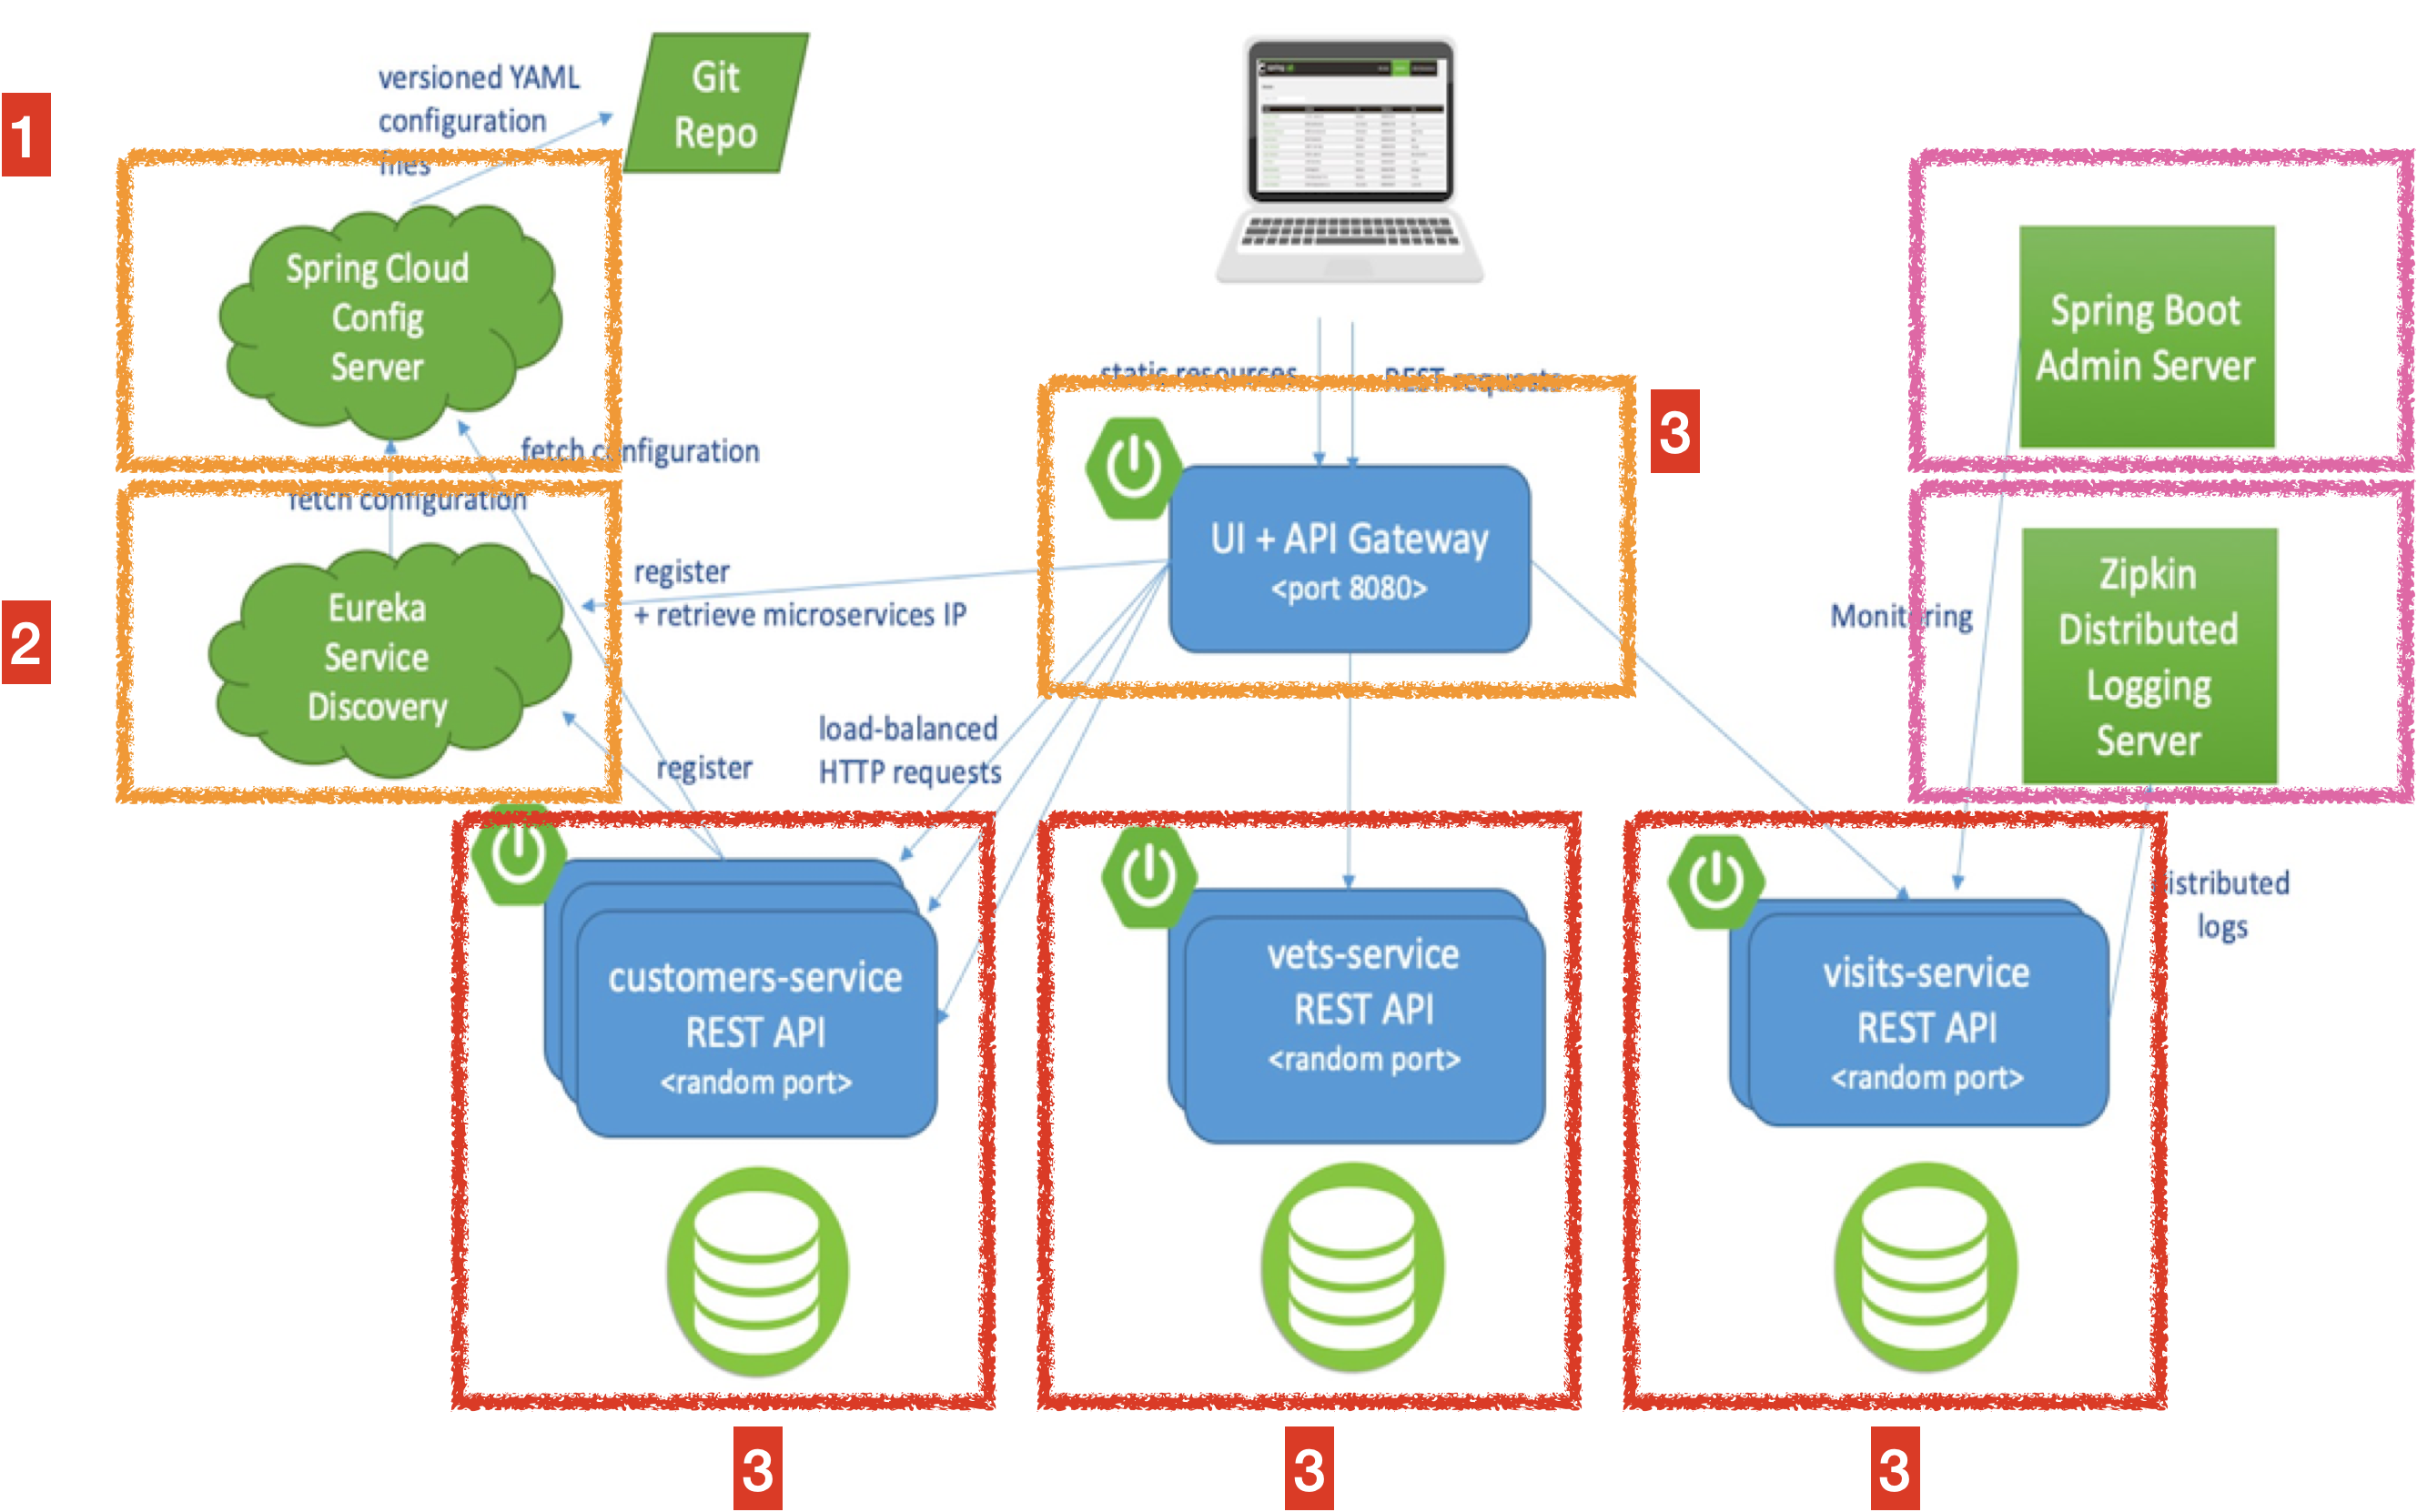 1
versioned YAML
configuration
files
Git
Repo
Spring Cloud
Config
Server
fetch configuration
fetch configuration
2
Eureka
Service
Discovery
register
+ retrieve microservices IP
register
load-balanced
HTTP requests
static resources
REST requests
3
UI + API Gateway
<port 8080>
Spring Boot
Admin Server
Monitoring
Zipkin
Distributed
Logging
Server
istributed
logs
customers-service
REST API
<random port>
vets-service
REST API
<random port>
visits-service
REST API
<random port>
3
3
3